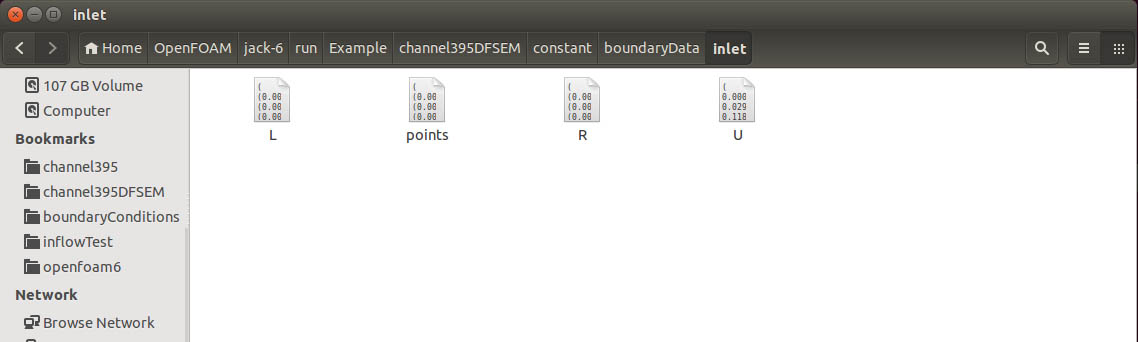 inlet
Home OpenFOAM jack-6 run Example channel395DFSEM constant boundaryData inlet
107 GB Volume
Computer
Bookmarks
channel395
channel395DFSEM
boundaryConditions
inflowTest
openfoam6
Network
Browse Network
(
(0.00
(0.00
(0.00
L
(
(0.00
(0.00
(0.00
points
(
(0.00
(0.00
(0.00
R
(
0.000
0.029
0.118
U